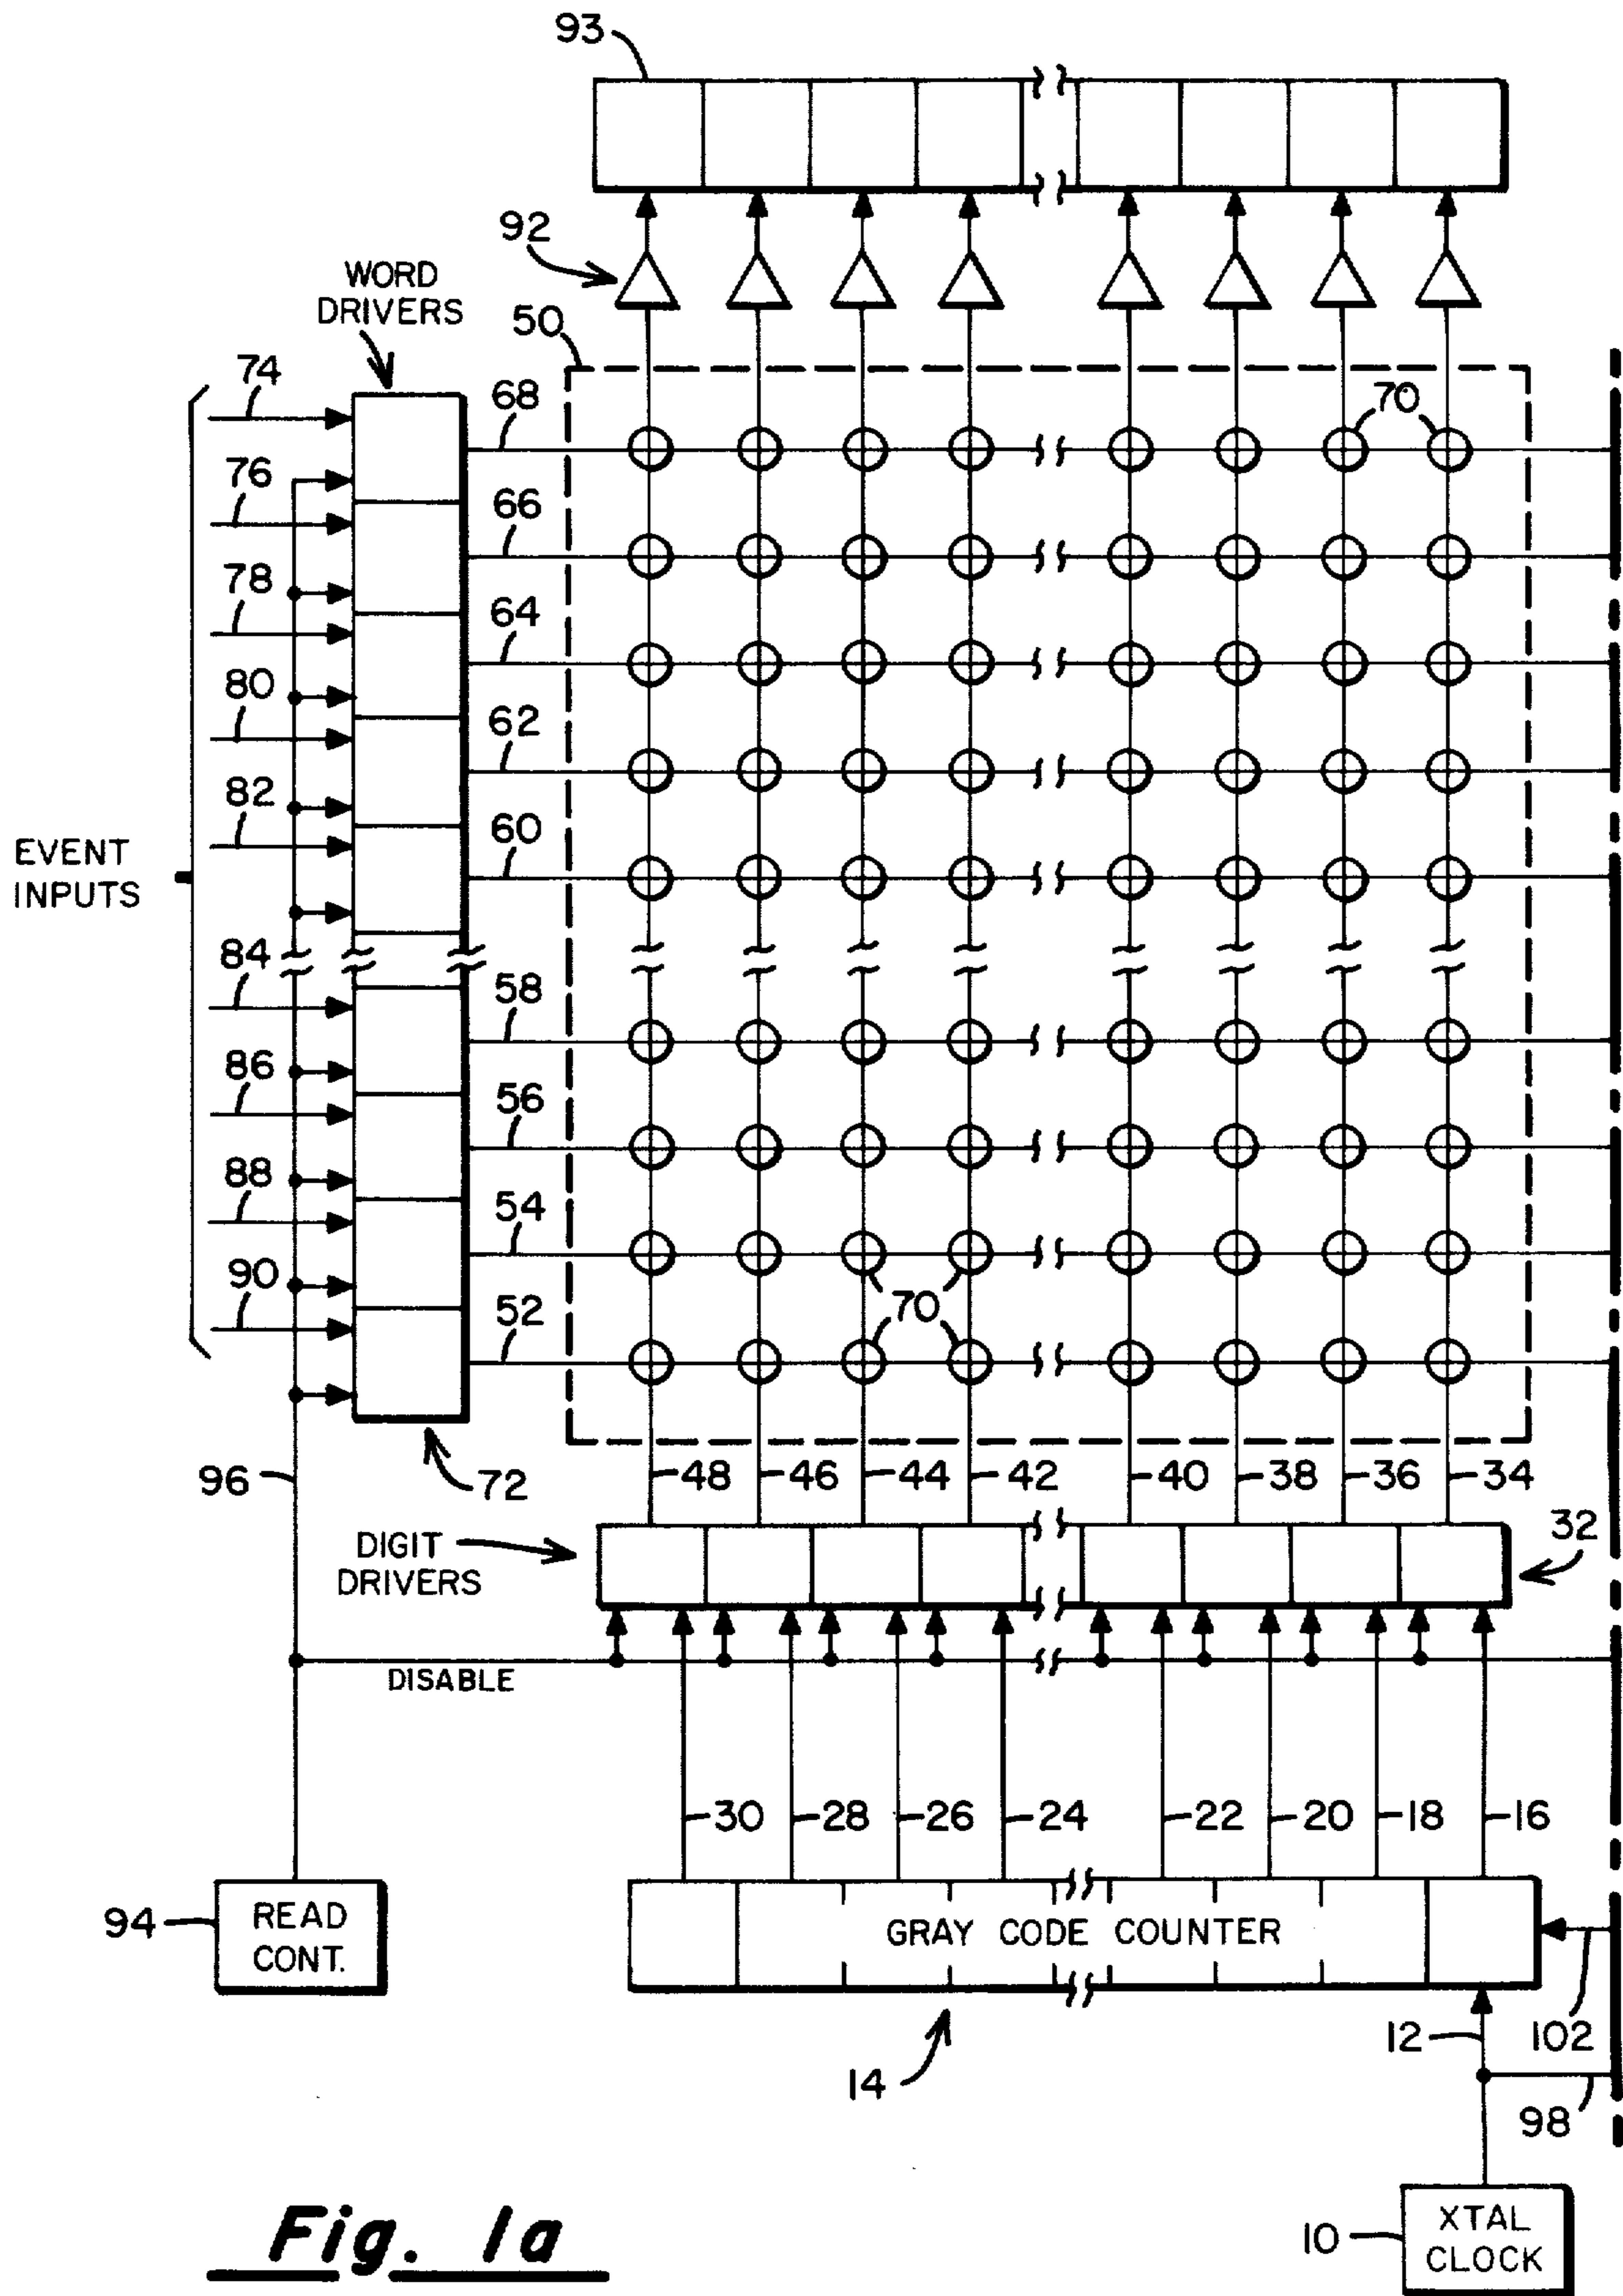 93
92
WORD
DRIVERS
50
74
68
70
76
66
78
64
80
62
82
60
EVENT
INPUTS
84
58
86
56
88
54
90
70
52
96
72
48 46 44 42 40 38 36 34
DIGIT
DRIVERS
32
DISABLE
30 28 26 24 22 20 18 16
94
READ
CONT.
GRAY CODE COUNTER
12
102
14
98
10
XTAL
CLOCK
Fig. 1a